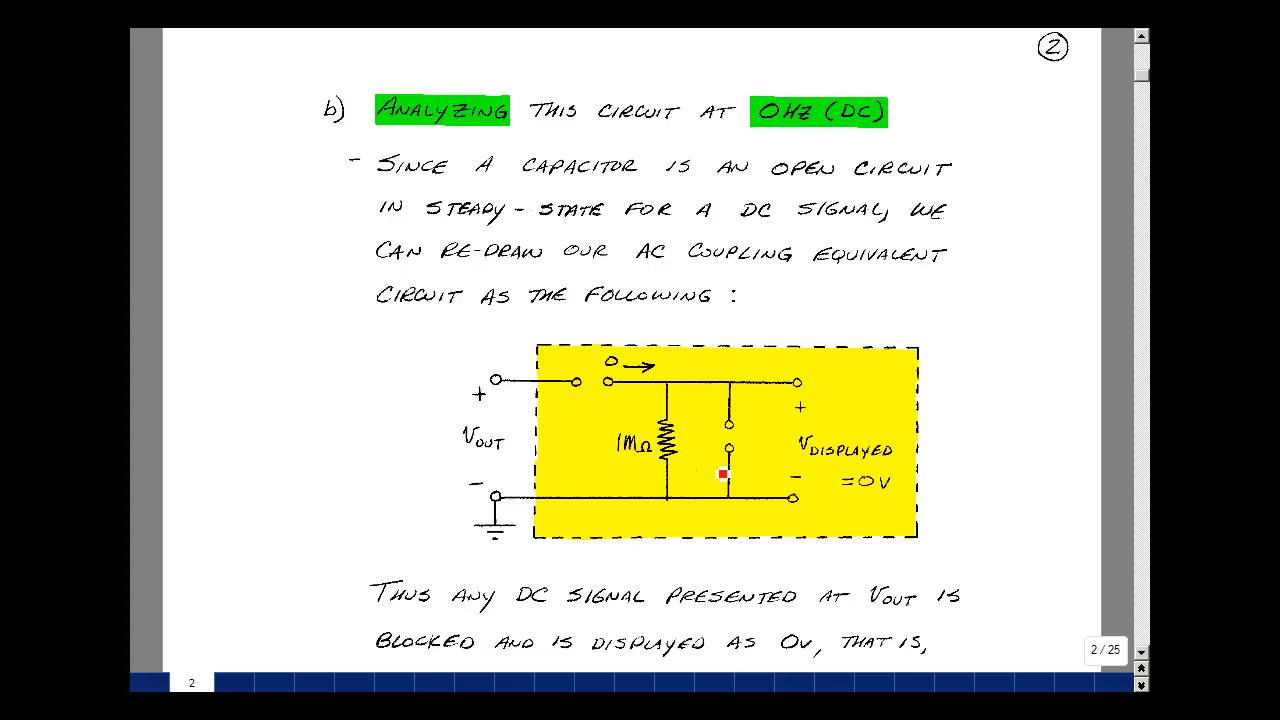 2
b) ANALYZING THIS CIRCUIT AT 0HZ (DC)
- SINCE A CAPACITOR IS AN OPEN CIRCUIT
IN STEADY-STATE FOR A DC SIGNAL, WE
CAN RE-DRAW OUR AC COUPLING EQUIVALENT
CIRCUIT AS THE FOLLOWING :
0 →
+
+
VOUT
1MΩ
VDISPLAYED
-
-
=0V
THUS ANY DC SIGNAL PRESENTED AT VOUT IS
BLOCKED AND IS DISPLAYED AS 0V, THAT IS,
2 / 25
2